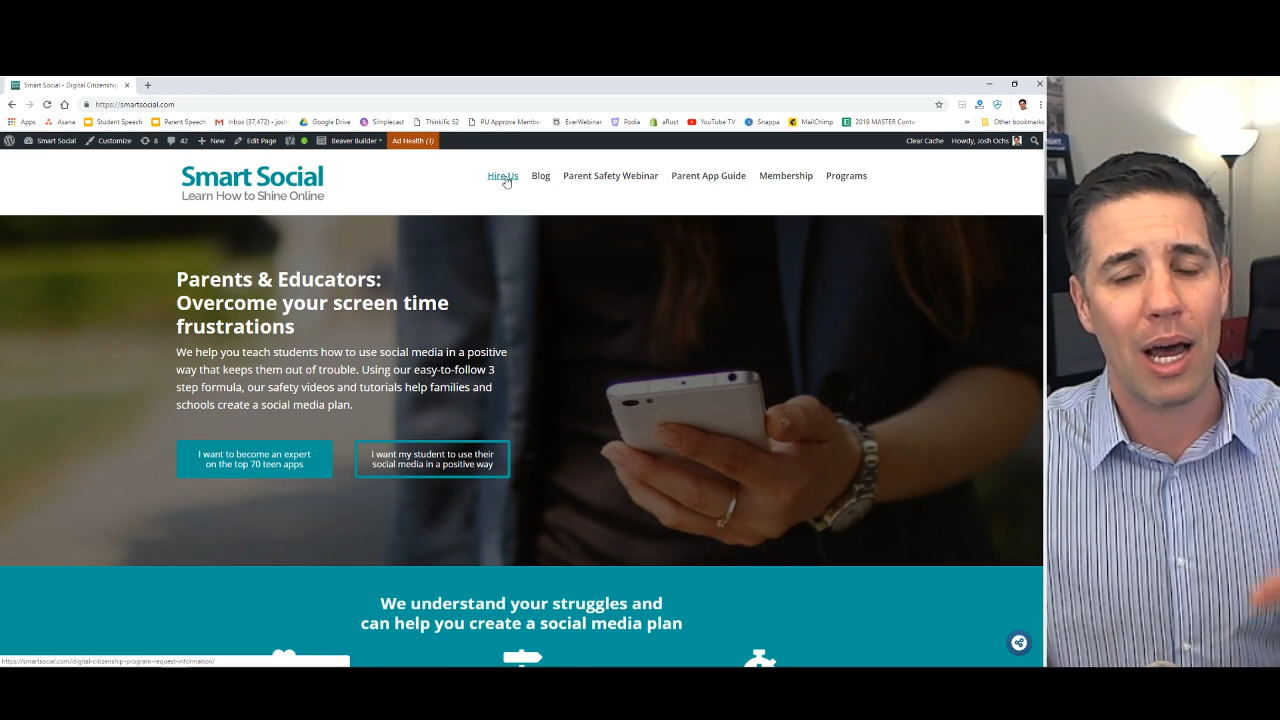 Smart Social - Digital Citizenship
https://smartsocial.com
Apps Asana Student Speech Parent Speech Inbox (37,472) - josh Google Drive Simplecast Thinkific S2 PU Approve Membe EverWebinar Podia aRust YouTube TV Snappa MailChimp 2019 MASTER Conte » Other bookmarks
Smart Social Customize 8 42 + New Edit Page Beaver Builder Ad Health (1) Clear Cache Howdy, Josh Ochs
Smart Social
Learn How to Shine Online
Hire Us Blog Parent Safety Webinar Parent App Guide Membership Programs
Parents & Educators:
Overcome your screen time
frustrations
We help you teach students how to use social media in a positive
way that keeps them out of trouble. Using our easy-to-follow 3
step formula, our safety videos and tutorials help families and
schools create a social media plan.
I want to become an expert
on the top 70 teen apps
I want my student to use their
social media in a positive way
We understand your struggles and
can help you create a social media plan
https://smartsocial.com/digital-citizenship-program-request-information/